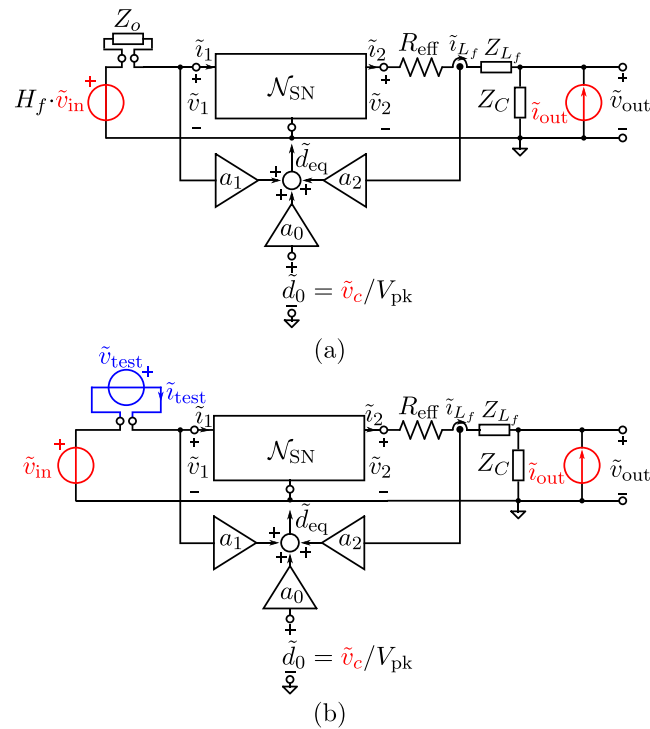 Z_o
ĩ_1 ĩ_2 R_eff ĩ_{L_f} Z_{L_f}
+ + + +
H_f·ṽ_in ṽ_1 𝒩_SN ṽ_2 Z_C ĩ_out ṽ_out
− − −
d̃_eq
a_1 + + a_2
+ +
a_0
+
d̃_0 = ṽ_c/V_pk
−
(a)
ṽ_test +
ĩ_test
ĩ_1 ĩ_2 R_eff ĩ_{L_f} Z_{L_f}
+ + + +
ṽ_in ṽ_1 𝒩_SN ṽ_2 Z_C ĩ_out ṽ_out
− − −
d̃_eq
a_1 + + a_2
+ +
a_0
+
d̃_0 = ṽ_c/V_pk
−
(b)